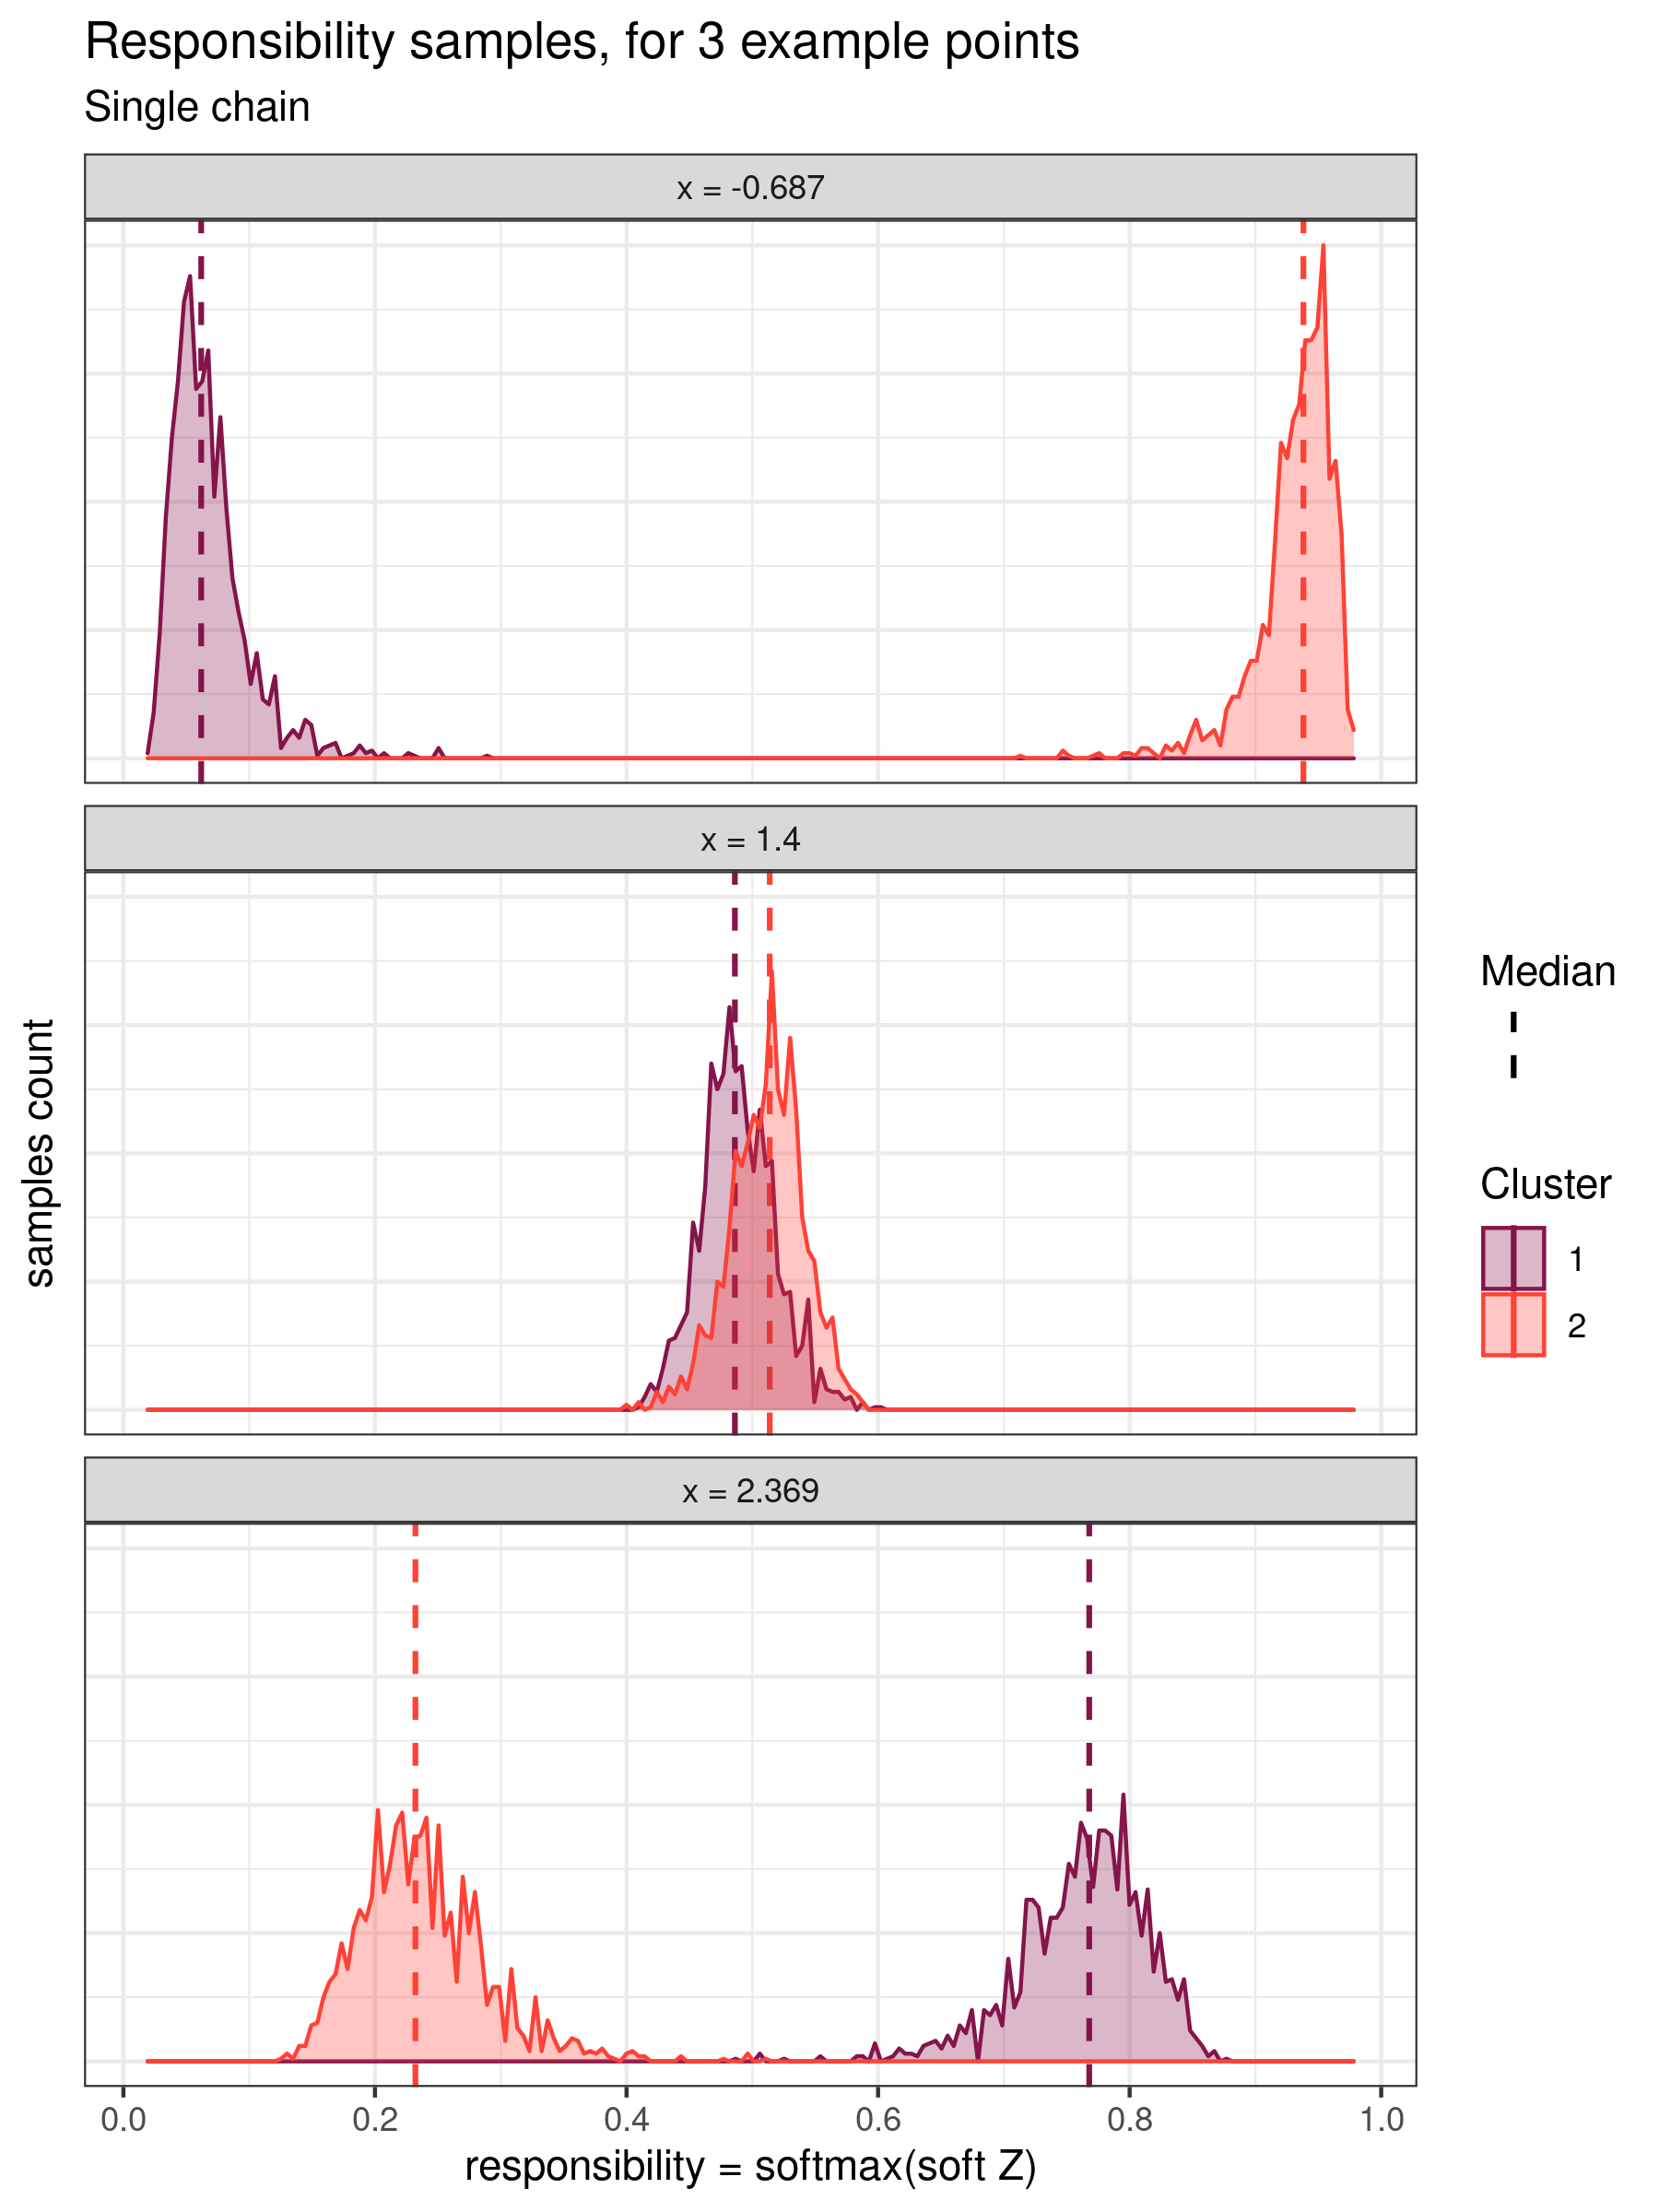 Responsibility samples, for 3 example points
Single chain
x = -0.687
x = 1.4
x = 2.369
samples count
0.0 0.2 0.4 0.6 0.8 1.0
responsibility = softmax(soft Z)
Median
Cluster
1
2